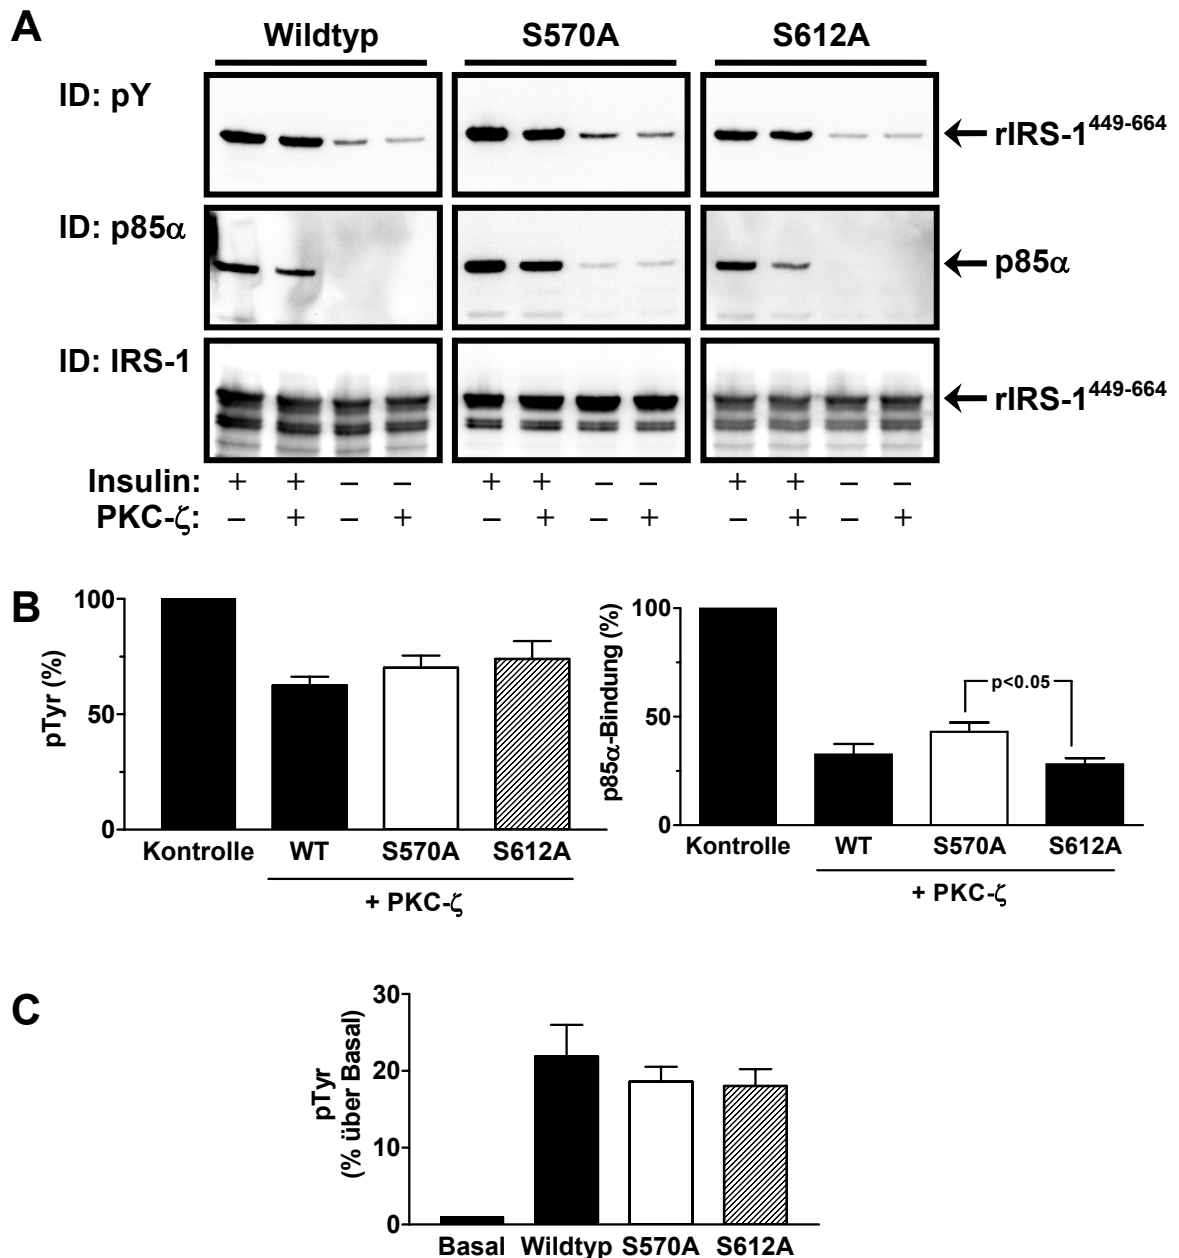 A
Wildtyp S570A S612A
ID: pY
rIRS-1449-664
ID: p85α
p85α
ID: IRS-1
rIRS-1449-664
Insulin: + + – – + + – – + + – –
PKC-ζ: – + – + – + – + – + – +
B
pTyr (%)
100
50
0
Kontrolle WT S570A S612A
+ PKC-ζ
p85α-Bindung (%)
100
50
0
p<0.05
Kontrolle WT S570A S612A
+ PKC-ζ
C
pTyr
(% über Basal)
30
20
10
0
Basal Wildtyp S570A S612A